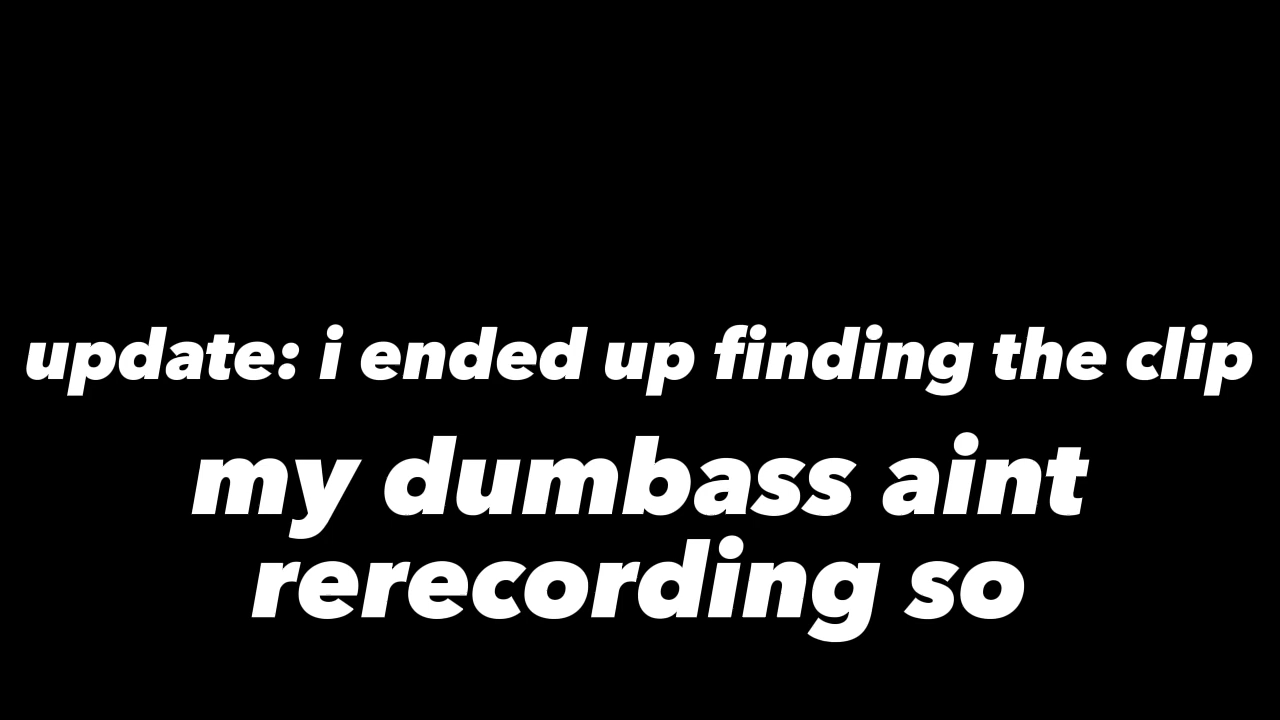 update: i ended up finding the clip
my dumbass aint
rerecording so